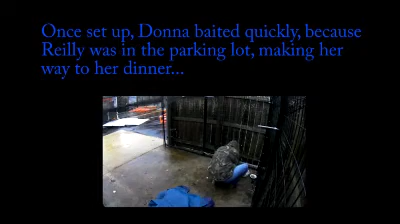 Once set up, Donna baited quickly, because
Reilly was in the parking lot, making her
way to her dinner...